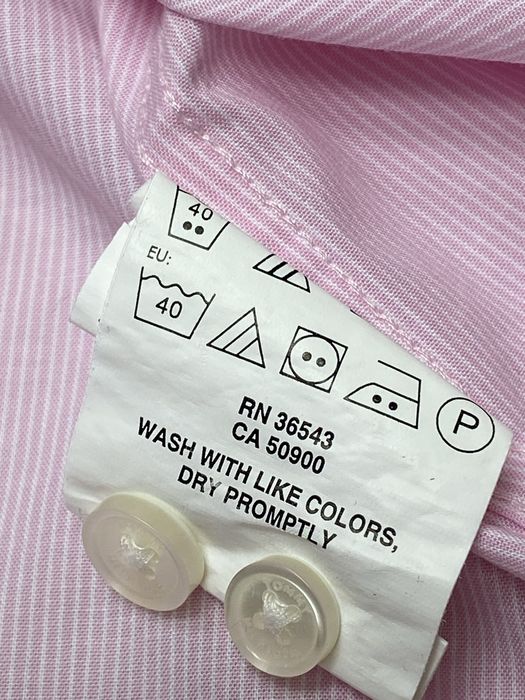 40
EU:
40
P
RN 36543
CA 50900
WASH WITH LIKE COLORS,
DRY PROMPTLY